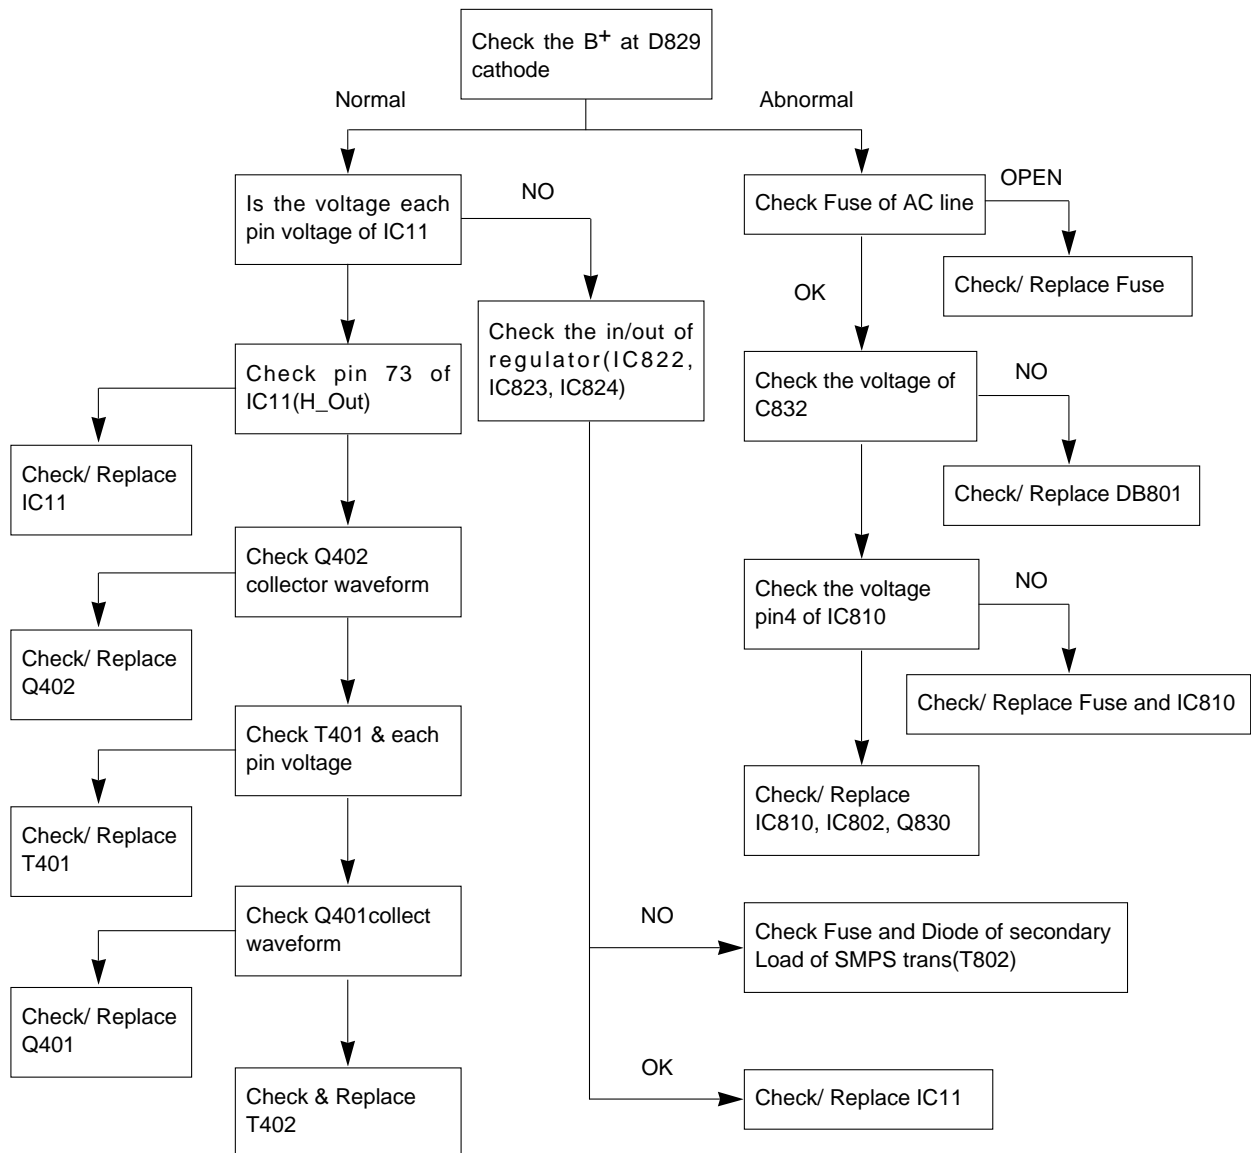 Check the B+ at D829
cathode
Normal
Abnormal
Is the voltage each
pin voltage of IC11
NO
Check Fuse of AC line
OPEN
Check/ Replace Fuse
OK
Check the in/out of
regulator(IC822,
IC823, IC824)
Check pin 73 of
IC11(H_Out)
Check the voltage of
C832
NO
Check/ Replace
IC11
Check/ Replace DB801
Check Q402
collector waveform
Check the voltage
pin4 of IC810
NO
Check/ Replace
Q402
Check/ Replace Fuse and IC810
Check T401 & each
pin voltage
Check/ Replace
IC810, IC802, Q830
Check/ Replace
T401
Check Q401collect
waveform
NO
Check Fuse and Diode of secondary
Load of SMPS trans(T802)
Check/ Replace
Q401
OK
Check/ Replace IC11
Check & Replace
T402